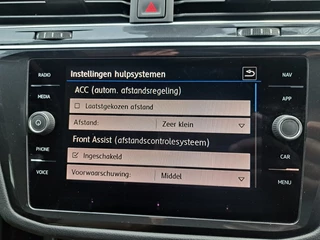 Instellingen hulpsystemen
RADIO
NAV
ACC (autom. afstandsregeling)
MEDIA
Laatstgekozen afstand
APP
Afstand: Zeer klein
Front Assist (afstandscontrolesysteem)
PHONE
Ingeschakeld
CAR
VOICE
Voorwaarschuwing: Middel
MENU